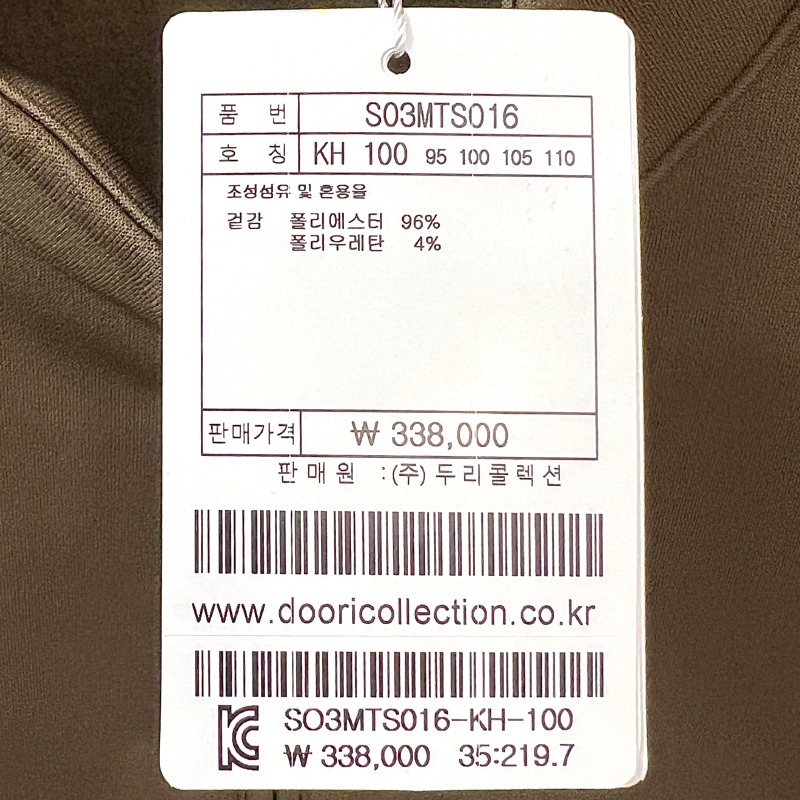 품 번 S03MTS016
호 칭 KH 100 95 100 105 110
조성섬유 및 혼용율
겉감 폴리에스터 96%
폴리우레탄 4%
판매가격 ₩ 338,000
판매원 :(주)두리콜렉션
www.dooricollection.co.kr
KC S03MTS016-KH-100
₩ 338,000 35:219.7